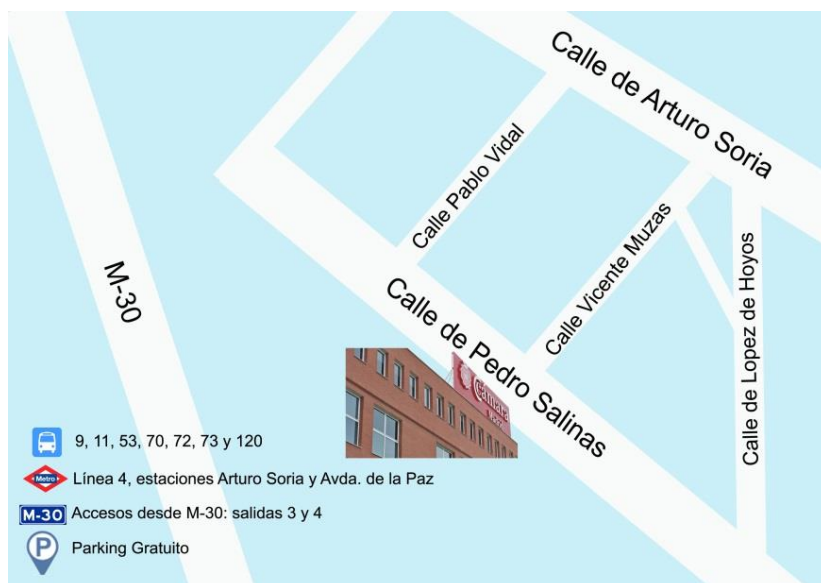 Calle de Arturo Soria
Calle Pablo Vidal
Calle Vicente Muzas
Calle de Lopez de Hoyos
M-30
Calle de Pedro Salinas
Cámara
9, 11, 53, 70, 72, 73 y 120
Metro
Línea 4, estaciones Arturo Soria y Avda. de la Paz
M-30
Accesos desde M-30: salidas 3 y 4
P
Parking Gratuito